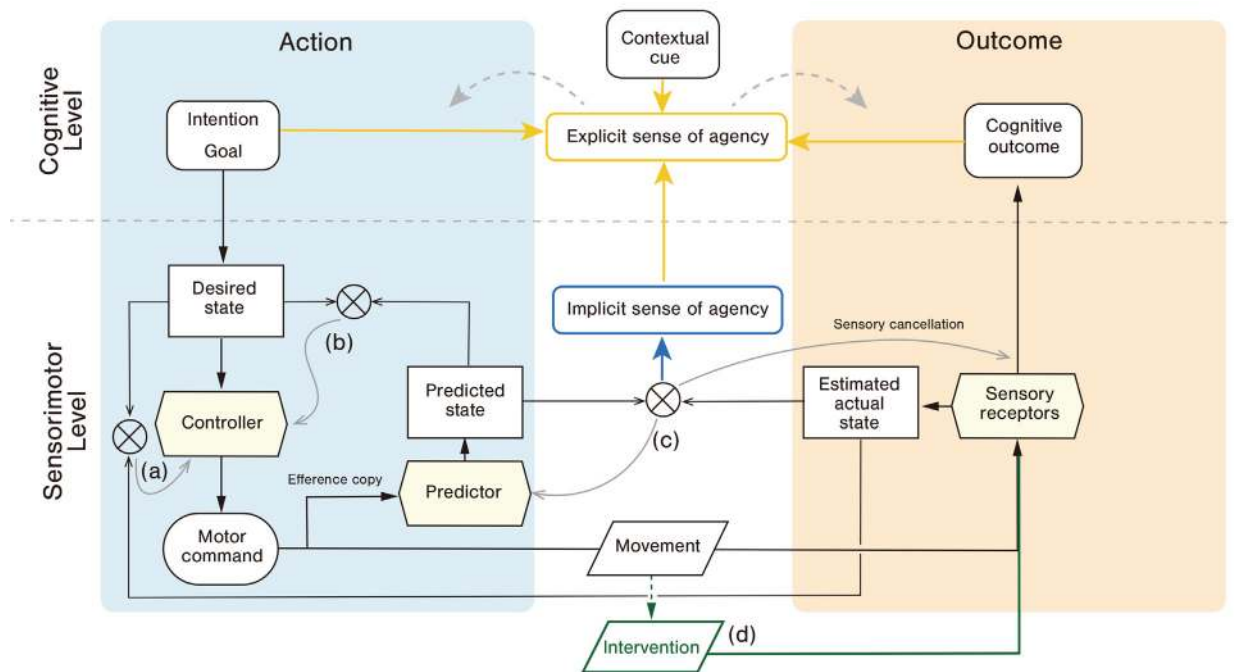 Action
Contextual
cue
Outcome
Cognitive
Level
Intention
Goal
Explicit sense of agency
Cognitive
outcome
Desired
state
(b)
Implicit sense of agency
Sensory cancellation
Sensorimotor
Level
Controller
Predicted
state
Estimated
actual
state
Sensory
receptors
(a)
(c)
Efference copy
Predictor
Motor
command
Movement
Intervention
(d)